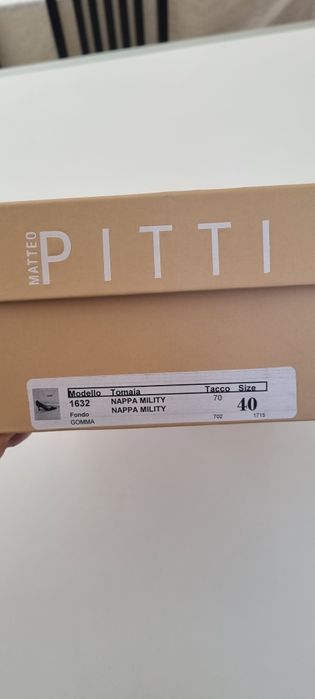 MATTEO
PITTI
Modello Tomaia Tacco Size
1632 NAPPA MILITY 70 40
Fondo NAPPA MILITY
GOMMA 702 1715